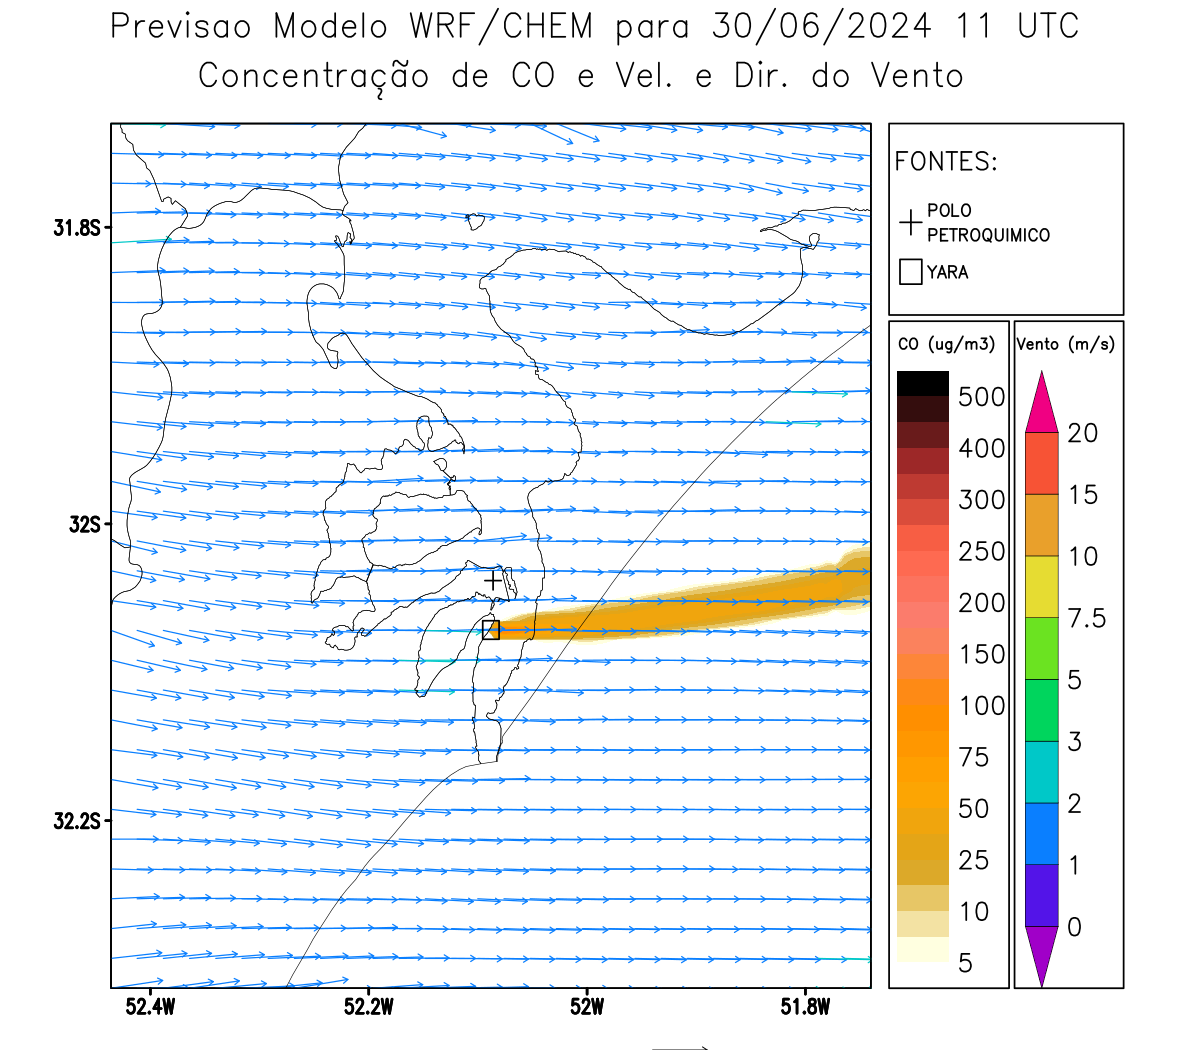 Previsao Modelo WRF/CHEM para 30/06/2024 11 UTC
Concentração de CO e Vel. e Dir. do Vento
FONTES:
POLO
PETROQUIMICO
YARA
CO (ug/m3)
500
400
300
250
200
150
100
75
50
25
10
5
Vento (m/s)
20
15
10
7.5
5
3
2
1
0
31.8S
32S
32.2S
52.4W
52.2W
52W
51.8W